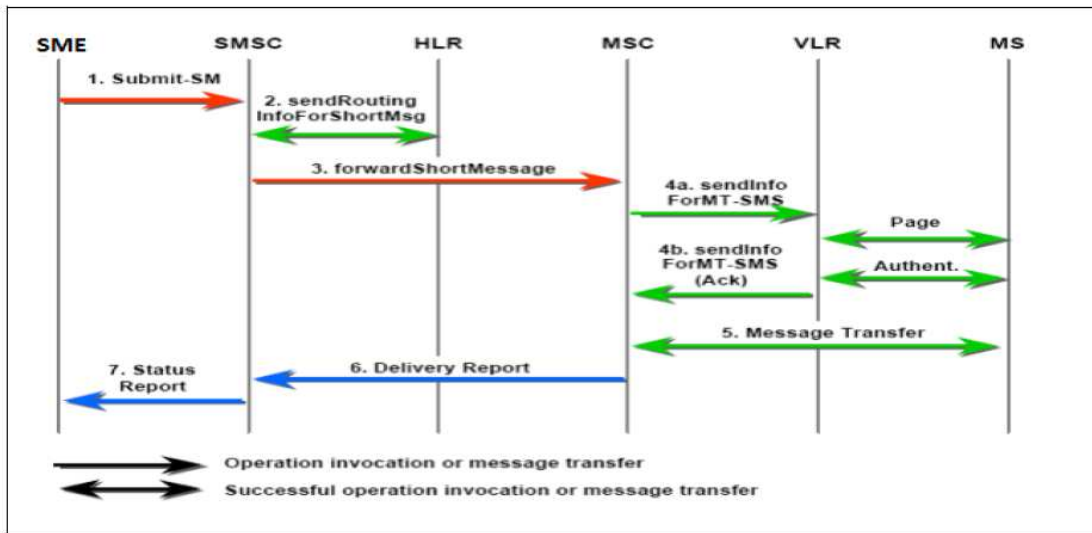 SME SMSC HLR MSC VLR MS
1. Submit-SM
2. sendRouting
InfoForShortMsg
3. forwardShortMessage
4a. sendInfo
ForMT-SMS
Page
4b. sendInfo
ForMT-SMS
(Ack)
Authent.
5. Message Transfer
6. Delivery Report
7. Status
Report
Operation invocation or message transfer
Successful operation invocation or message transfer